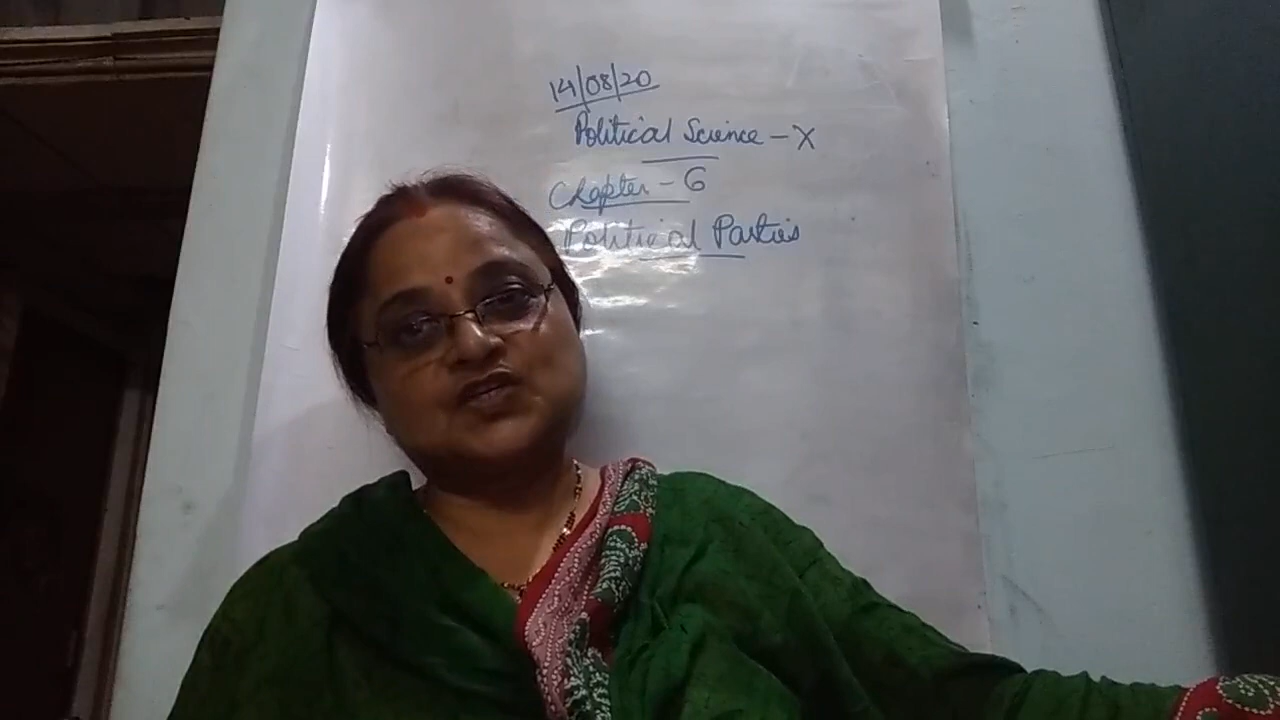 14/08/20
Political Science - X
Chapter - 6
Political Parties